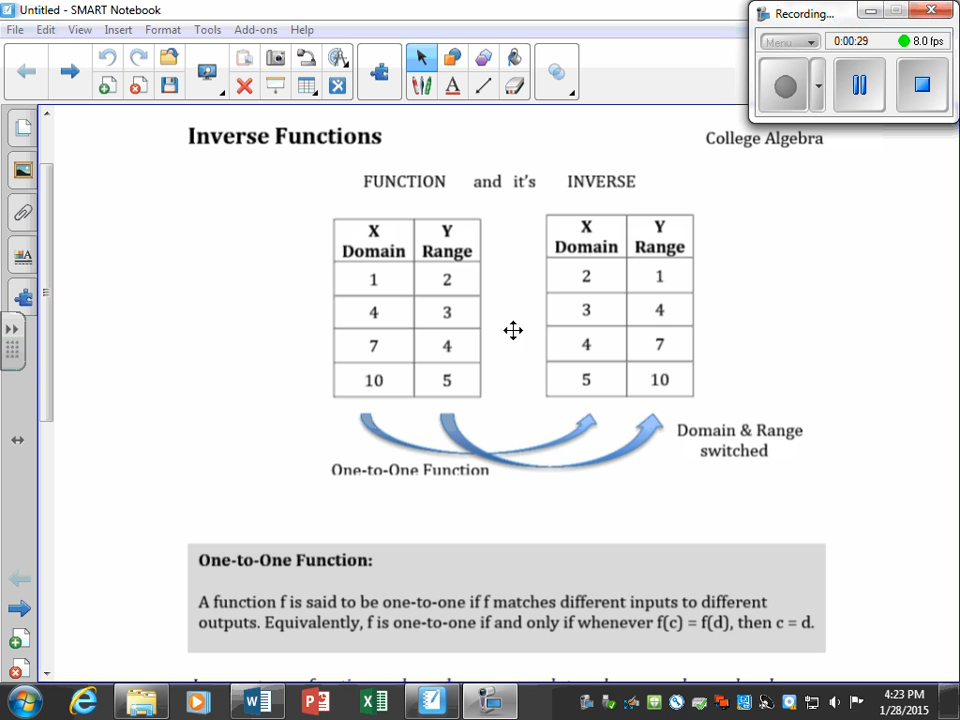 Untitled - SMART Notebook
File Edit View Insert Format Tools Add-ons Help
Recording...
Menu 0:00:29 8.0 fps
Inverse Functions College Algebra
FUNCTION and it's INVERSE
X Domain Y Range
1 2
4 3
7 4
10 5
X Domain Y Range
2 1
3 4
4 7
5 10
One-to-One Function
Domain & Range
switched
One-to-One Function:
A function f is said to be one-to-one if f matches different inputs to different
outputs. Equivalently, f is one-to-one if and only if whenever f(c) = f(d), then c = d.
4:23 PM
1/28/2015